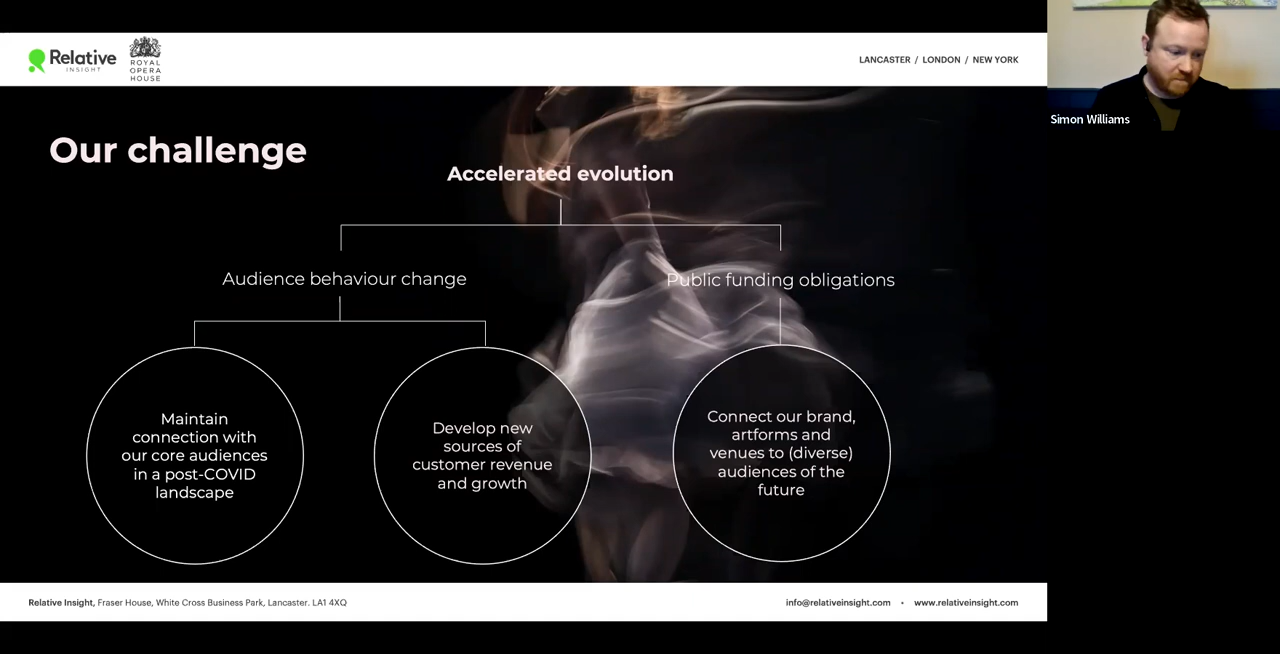 Relative
INSIGHT
ROYAL
OPERA
HOUSE
LANCASTER / LONDON / NEW YORK
Simon Williams
Our challenge
Accelerated evolution
Audience behaviour change
Public funding obligations
Maintain
connection with
our core audiences
in a post-COVID
landscape
Develop new
sources of
customer revenue
and growth
Connect our brand,
artforms and
venues to (diverse)
audiences of the
future
Relative Insight, Fraser House, White Cross Business Park, Lancaster. LA1 4XQ
info@relativeinsight.com • www.relativeinsight.com